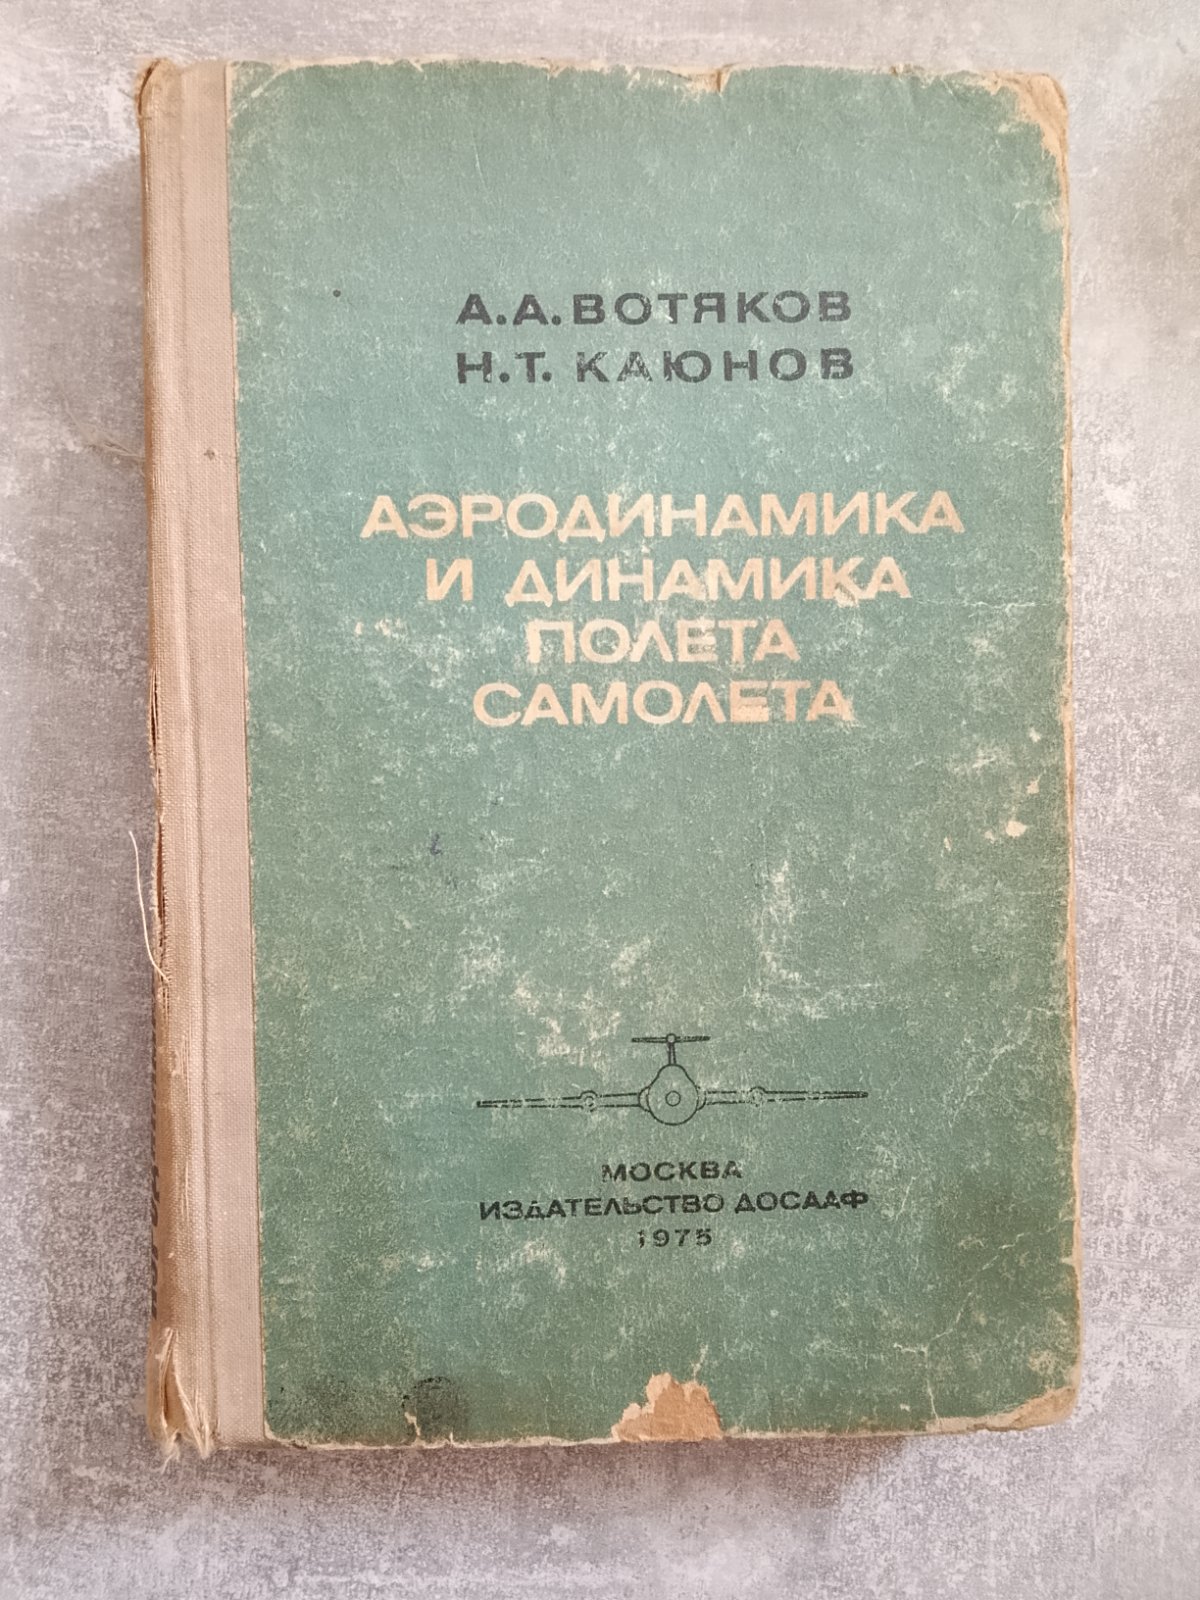 А.А.ВОТЯКОВ
Н.Т. КАЮНОВ
АЭРОДИНАМИКА
И ДИНАМИКА
ПОЛЕТА
САМОЛЕТА
МОСКВА
ИЗДАТЕЛЬСТВО ДОСААФ
1975